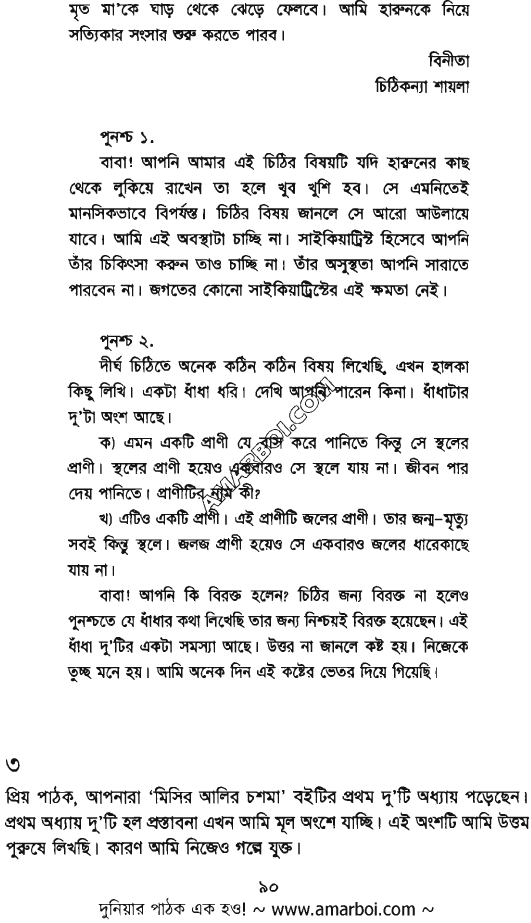 মৃত মা'কে ঘাড় থেকে ঝেড়ে ফেলবে। আমি হারুনকে নিয়ে
সত্যিকার সংসার শুরু করতে পারব।
বিনীতা
চিঠিকন্যা শায়লা
পুনশ্চ ১.
বাবা! আপনি আমার এই চিঠির বিষয়টি যদি হারুনের কাছ
থেকে লুকিয়ে রাখেন তা হলে খুব খুশি হব। সে এমনিতেই
মানসিকভাবে বিপর্যস্ত। চিঠির বিষয় জানলে সে আরো আউলায়ে
যাবে। আমি এই অবস্থাটা চাচ্ছি না। সাইকিয়াট্রিস্ট হিসেবে আপনি
তাঁর চিকিৎসা করুন তাও চাচ্ছি না। তাঁর অসুস্থতা আপনি সারাতে
পারবেন না। জগতের কোনো সাইকিয়াট্রিস্টের এই ক্ষমতা নেই।
পুনশ্চ ২.
দীর্ঘ চিঠিতে অনেক কঠিন কঠিন বিষয় লিখেছি, এখন হালকা
কিছু লিখি। একটা ধাঁধা ধরি। দেখি আপনি পারেন কিনা। ধাঁধাটার
দু'টা অংশ আছে।
ক) এমন একটি প্রাণী যে বাস করে পানিতে কিন্তু সে স্থলের
প্রাণী। স্থলের প্রাণী হয়েও একবারও সে স্থলে যায় না। জীবন পার
দেয় পানিতে। প্রাণীটির নাম কী?
খ) এটিও একটি প্রাণী। এই প্রাণীটি জলের প্রাণী। তার জন্ম-মৃত্যু
সবই কিন্তু স্থলে। জলজ প্রাণী হয়েও সে একবারও জলের ধারেকাছে
যায় না।
বাবা! আপনি কি বিরক্ত হলেন? চিঠির জন্য বিরক্ত না হলেও
পুনশ্চতে যে ধাঁধার কথা লিখেছি তার জন্য নিশ্চয়ই বিরক্ত হয়েছেন। এই
ধাঁধা দু'টির একটা সমস্যা আছে। উত্তর না জানলে কষ্ট হয়। নিজেকে
তুচ্ছ মনে হয়। আমি অনেক দিন এই কষ্টের ভেতর দিয়ে গিয়েছি।
AMARBOI.COM
৩
প্রিয় পাঠক, আপনারা 'মিসির আলির চশমা' বইটির প্রথম দু'টি অধ্যায় পড়েছেন।
প্রথম অধ্যায় দু'টি হল প্রস্তাবনা এখন আমি মূল অংশে যাচ্ছি। এই অংশটি আমি উত্তম
পুরুষে লিখছি। কারণ আমি নিজেও গল্পে যুক্ত।
৯০
দুনিয়ার পাঠক এক হও! ~ www.amarboi.com ~